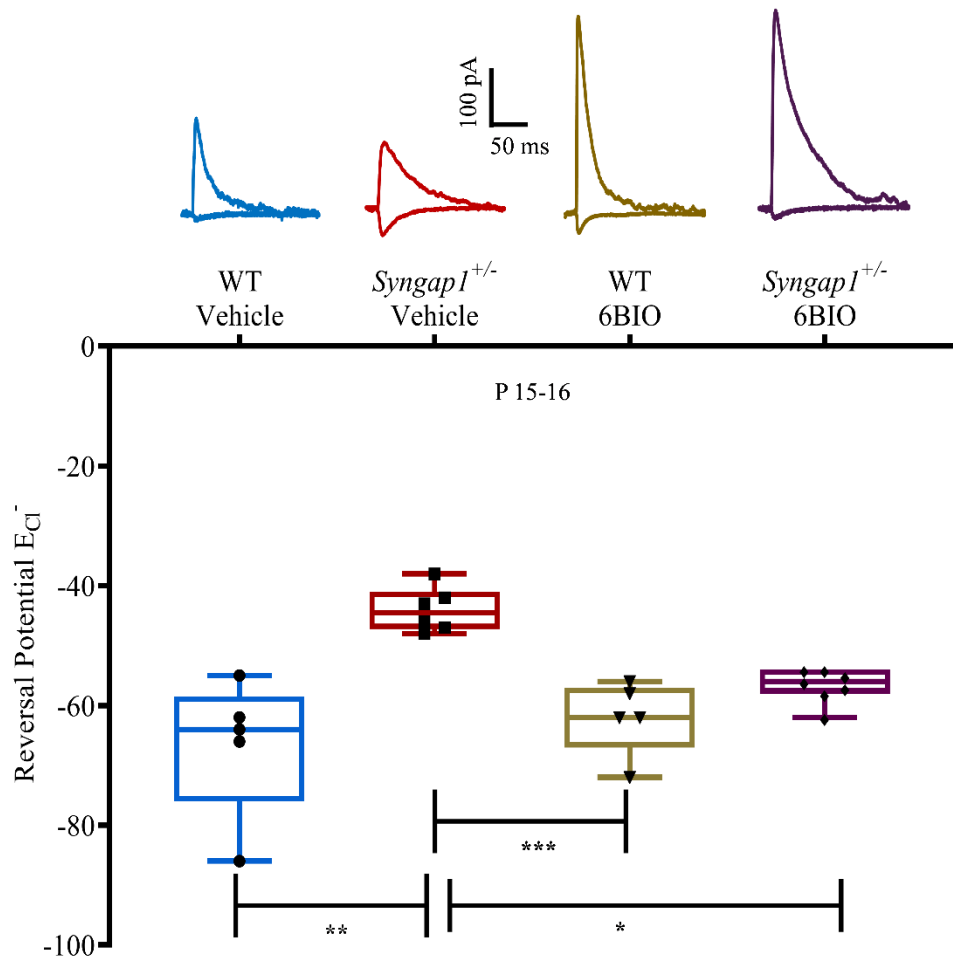 100 pA
50 ms
WT
Vehicle
Syngap1+/-
Vehicle
WT
6BIO
Syngap1+/-
6BIO
P 15-16
Reversal Potential ECl-
0
-20
-40
-60
-80
-100
***
**
*